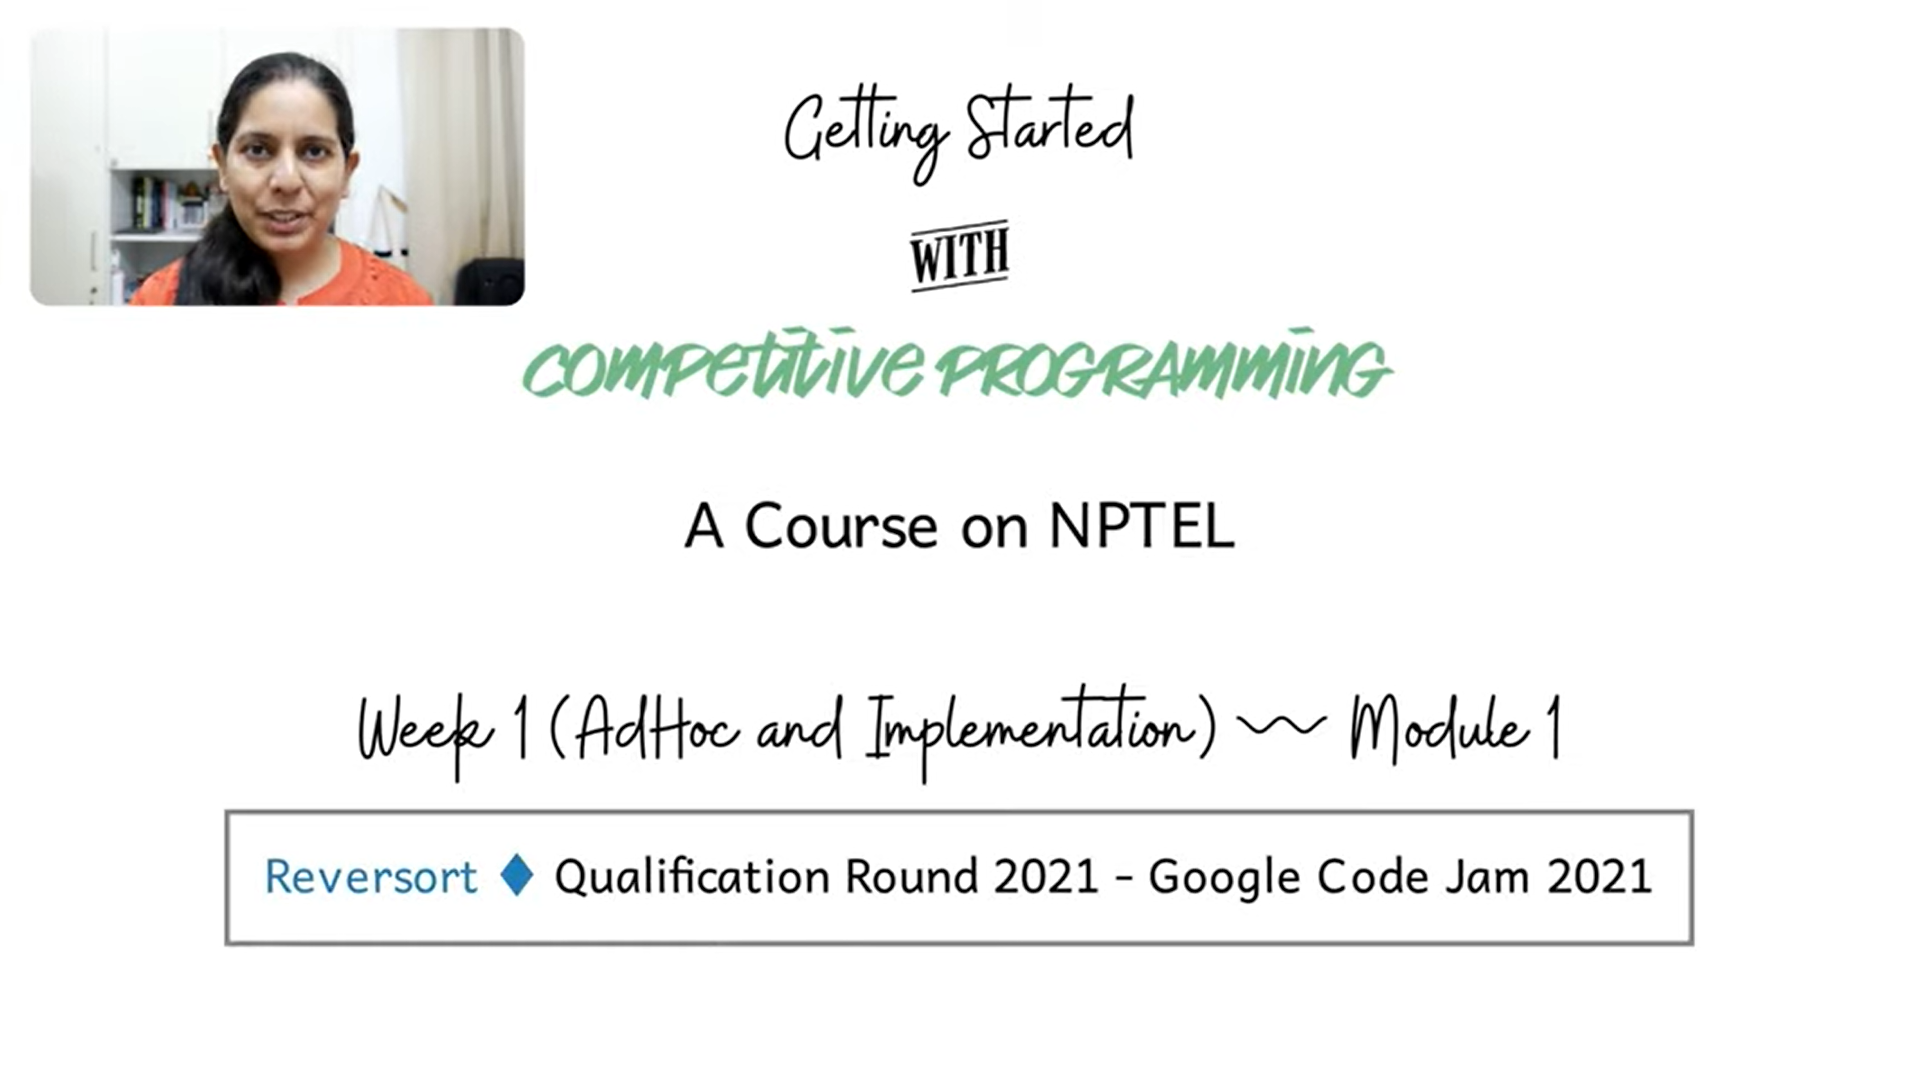 Getting Started
WITH
COMPETITIVE PROGRAMMING
A Course on NPTEL
Week 1 (AdHoc and Implementation) ~ Module 1
Reversort ♦ Qualification Round 2021 - Google Code Jam 2021